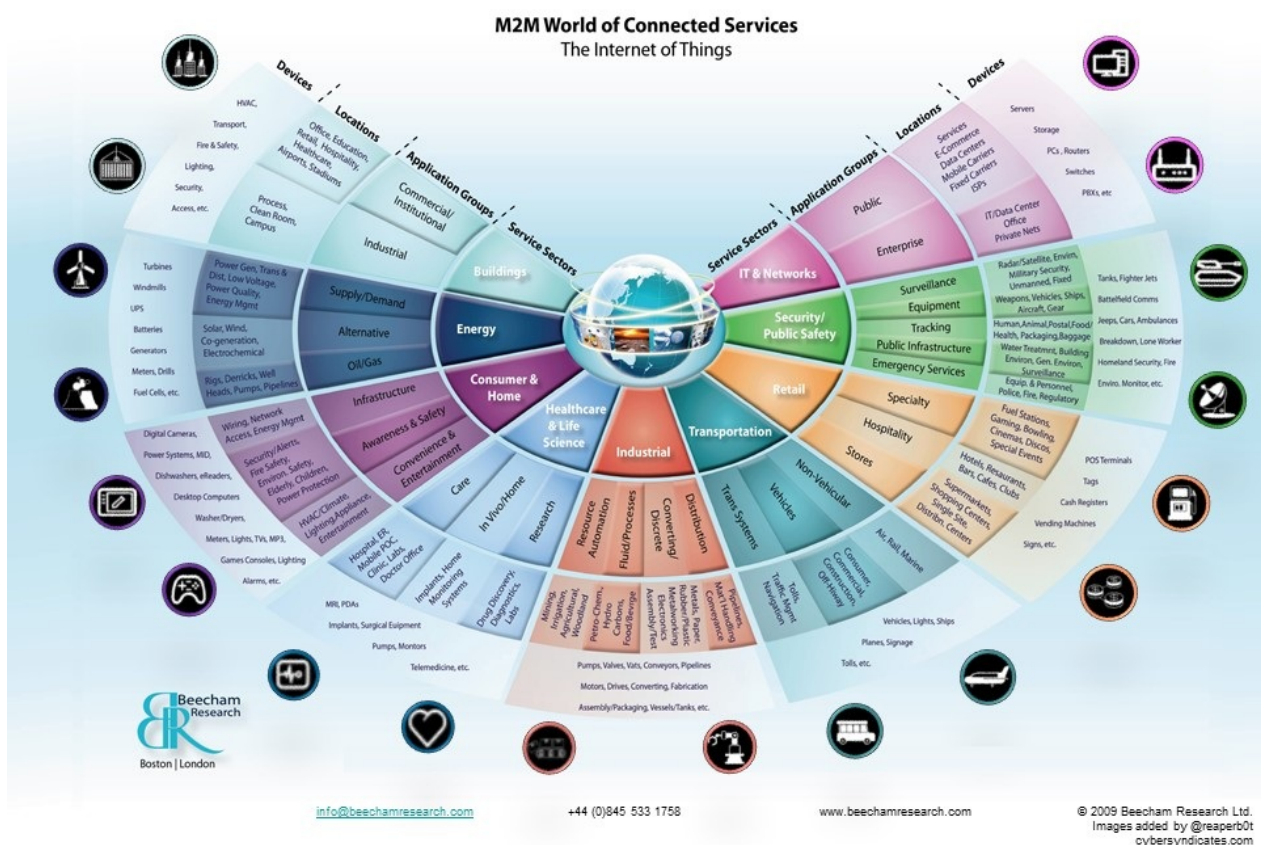 M2M World of Connected Services
The Internet of Things
Devices
Locations
Application Groups
Service Sectors
Buildings
Commercial/
Institutional
Industrial
Office, Education,
Retail, Hospitality,
Healthcare,
Airports, Stadiums
Process,
Clean Room,
Campus
HVAC,
Transport,
Fire & Safety,
Lighting,
Security,
Access, etc.
Energy
Supply/Demand
Alternative
Oil/Gas
Power Gen, Trans &
Dist, Low Voltage,
Power Quality,
Energy Mgmt
Solar, Wind,
Co-generation,
Electrochemical
Rigs, Derricks, Well
Heads, Pumps, Pipelines
Turbines
Windmills
UPS
Batteries
Generators
Meters, Drills
Fuel Cells, etc.
Consumer &
Home
Infrastructure
Awareness & Safety
Convenience &
Entertainment
Wiring, Network
Access, Energy Mgmt
Security/Alerts,
Fire Safety,
Environ. Safety,
Elderly, Children,
Power Protection
HVAC/Climate,
Lighting,Appliance,
Entertainment
Digital Cameras,
Power Systems, MID,
Dishwashers, eReaders,
Desktop Computers
Washer/Dryers,
Meters, Lights, TVs, MP3,
Games Consoles, Lighting
Alarms, etc.
Healthcare
& Life
Science
Care
In Vivo/Home
Research
Hospital, ER,
Mobile POC,
Clinic, Labs,
Doctor Office
Implants, Home
Monitoring
Systems
Drug Discovery,
Diagnostics,
Labs
MRI, PDAs
Implants, Surgical Euipment
Pumps, Montors
Telemedicine, etc.
Industrial
Resource
Automation
Fluid/Processes
Converting/
Discrete
Distribution
Mining,
Irrigation,
Agricultural,
Woodland
Petro-Chem,
Hydro
Carbons,
Food/Bevrge
Metals, Paper,
Rubber/Plastic
Metalworking
Electronics
Assembly/Test
Pipelines,
Mat'l Handling
Conveyance
Pumps, Valves, Vats, Conveyors, Pipelines
Motors, Drives, Converting, Fabrication
Assembly/Packaging, Vessels/Tanks, etc.
Transportation
Trans Systems
Vehicles
Non-Vehicular
Tolls,
Traffic Mgmt
Navigation
Consumer,
Commercial,
Construction,
Off-Hiway
Air, Rail, Marine
Vehicles, Lights, Ships
Planes, Signage
Tolls, etc.
Retail
Specialty
Hospitality
Stores
Fuel Stations,
Gaming, Bowling,
Cinemas, Discos,
Special Events
Hotels, Resaurants,
Bars, Cafes, Clubs
Supermarkets,
Shopping Centers,
Single Site,
Distribn, Centers
POS Terminals
Tags
Cash Registers
Vending Machines
Signs, etc.
Security/
Public Safety
Surveillance
Equipment
Tracking
Public Infrastructure
Emergency Services
Radar/Satellite, Envirn,
Millitary Security,
Unmanned, Fixed
Weapons, Vehicles, Ships,
Aircraft, Gear
Human,Animal,Postal,Food/
Health, Packaging,Baggage
Water Treatmnt, Building
Environ, Gen. Environ,
Surveillance
Equip. & Personnel,
Police, Fire, Regulatory
Tanks, Fighter Jets
Battelfield Comms
Jeeps, Cars, Ambulances
Breakdown, Lone Worker
Homeland Security, Fire
Enviro. Monitor, etc.
IT & Networks
Public
Enterprise
Services
E-Commerce
Data Centers
Mobile Carriers
Fixed Carriers
ISPs
IT/Data Center
Office
Private Nets
Servers
Storage
PCs , Routers
Switches
PBXs, etc
Service Sectors
Application Groups
Locations
Devices
BR
Beecham
Research
Boston | London
info@beechamresearch.com
+44 (0)845 533 1758
www.beechamresearch.com
© 2009 Beecham Research Ltd.
Images added by @reaperb0t
cybersyndicates.com